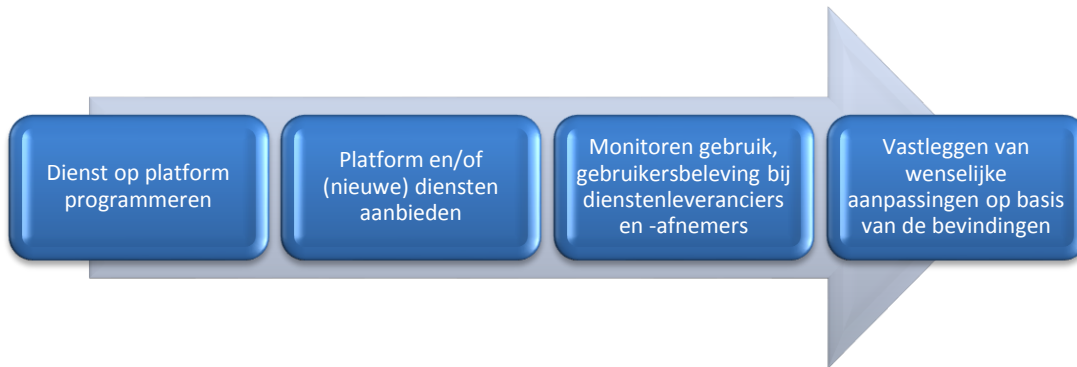 Dienst op platform
programmeren
Platform en/of
(nieuwe) diensten
aanbieden
Monitoren gebruik,
gebruikersbeleving bij
dienstenleveranciers
en -afnemers
Vastleggen van
wenselijke
aanpassingen op basis
van de bevindingen